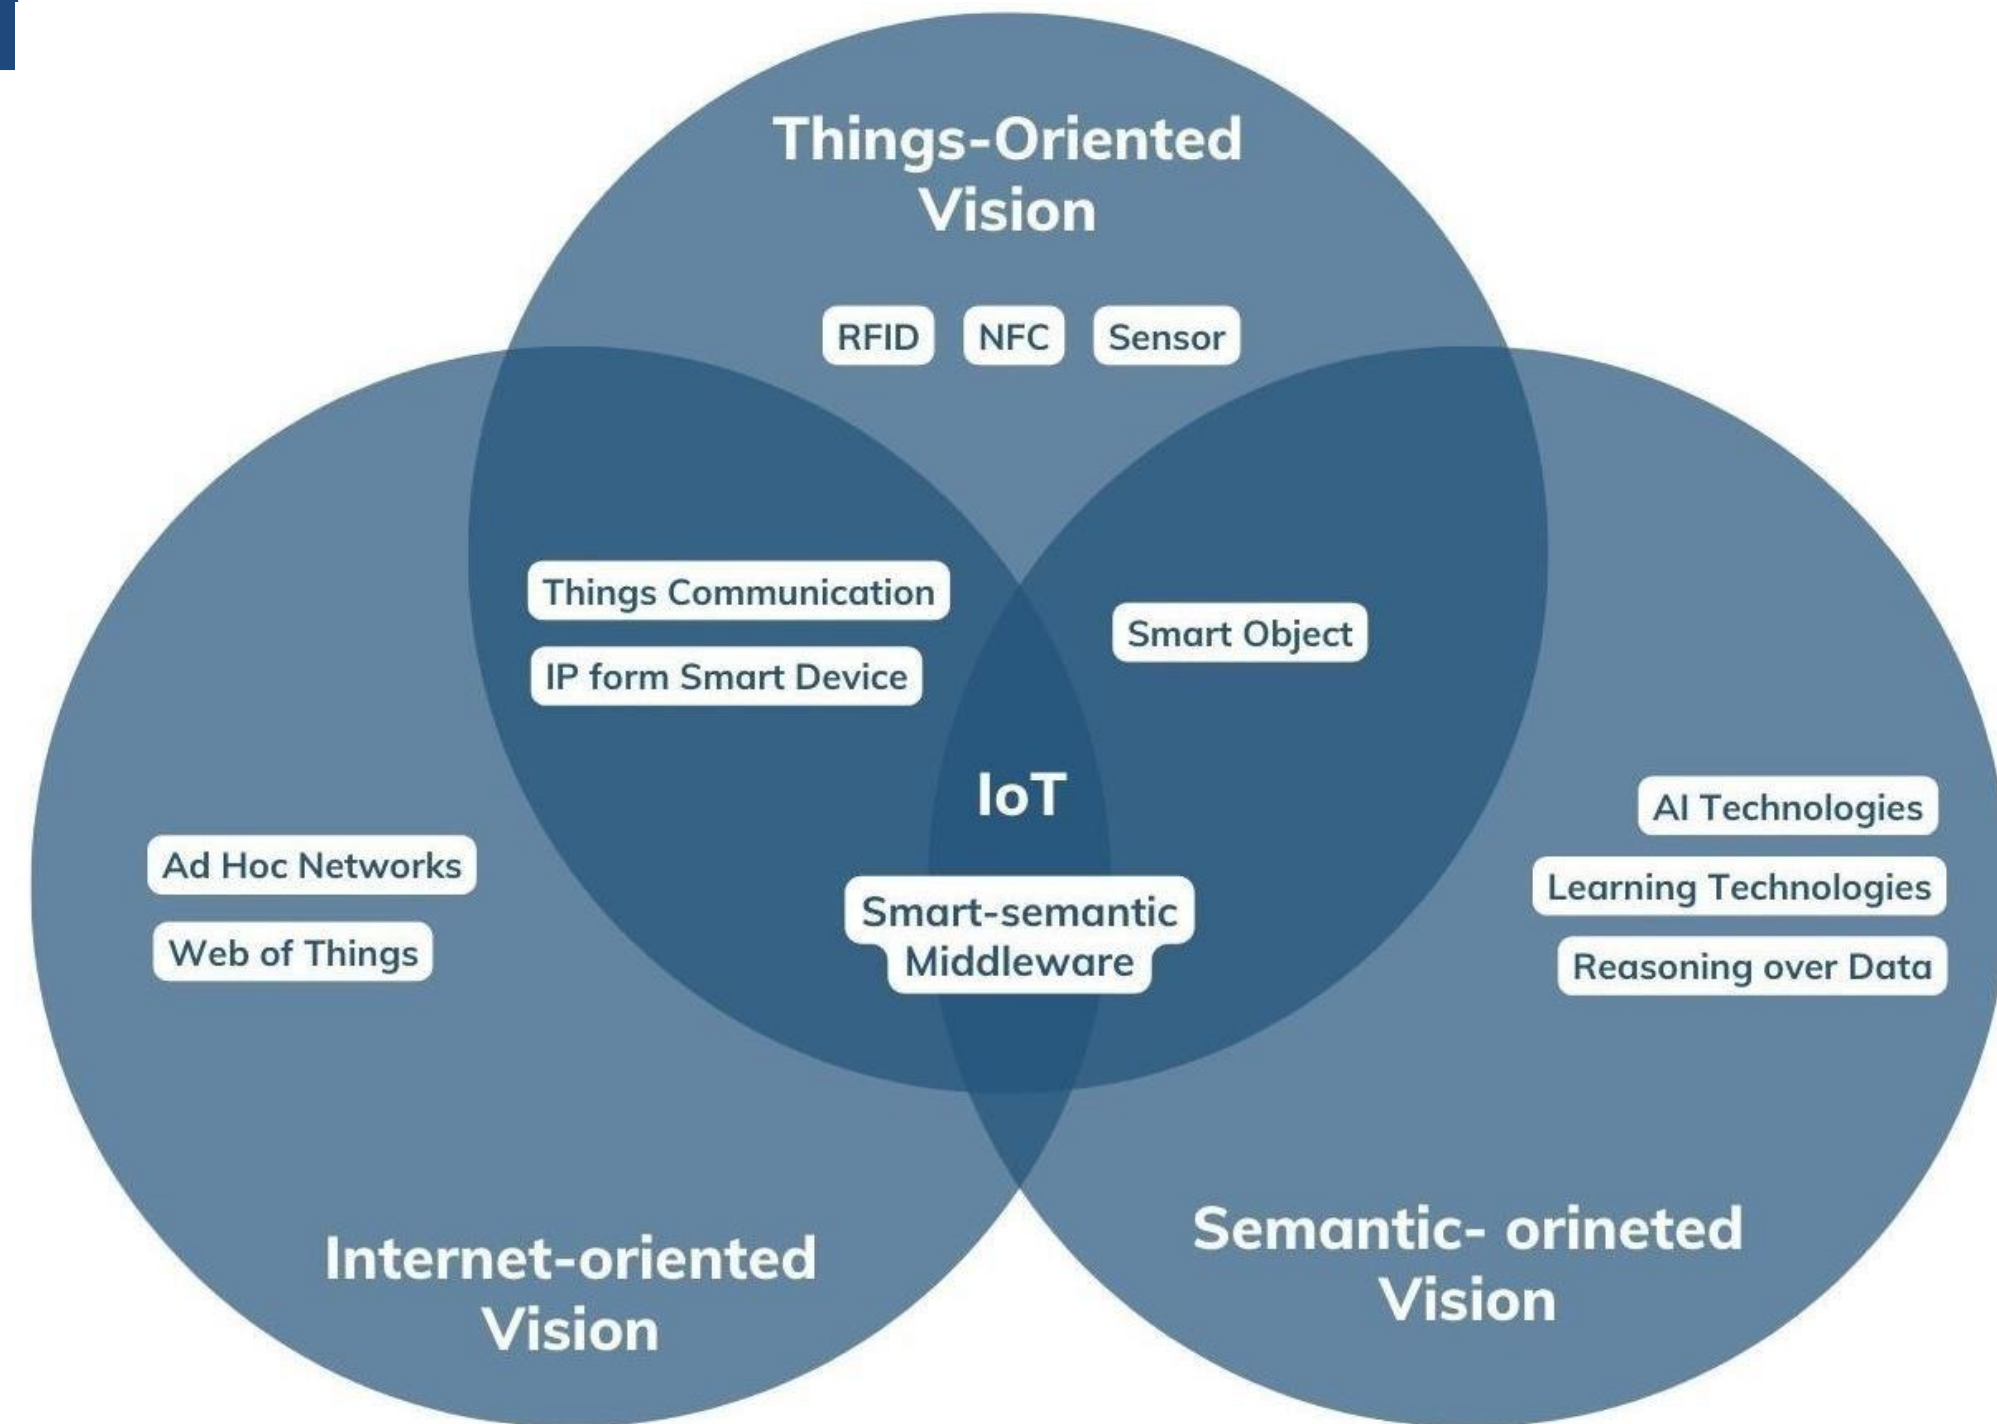 Things-Oriented
Vision
RFID NFC Sensor
Things Communication
IP form Smart Device
Smart Object
IoT
Smart-semantic
Middleware
Ad Hoc Networks
Web of Things
AI Technologies
Learning Technologies
Reasoning over Data
Internet-oriented
Vision
Semantic- orineted
Vision